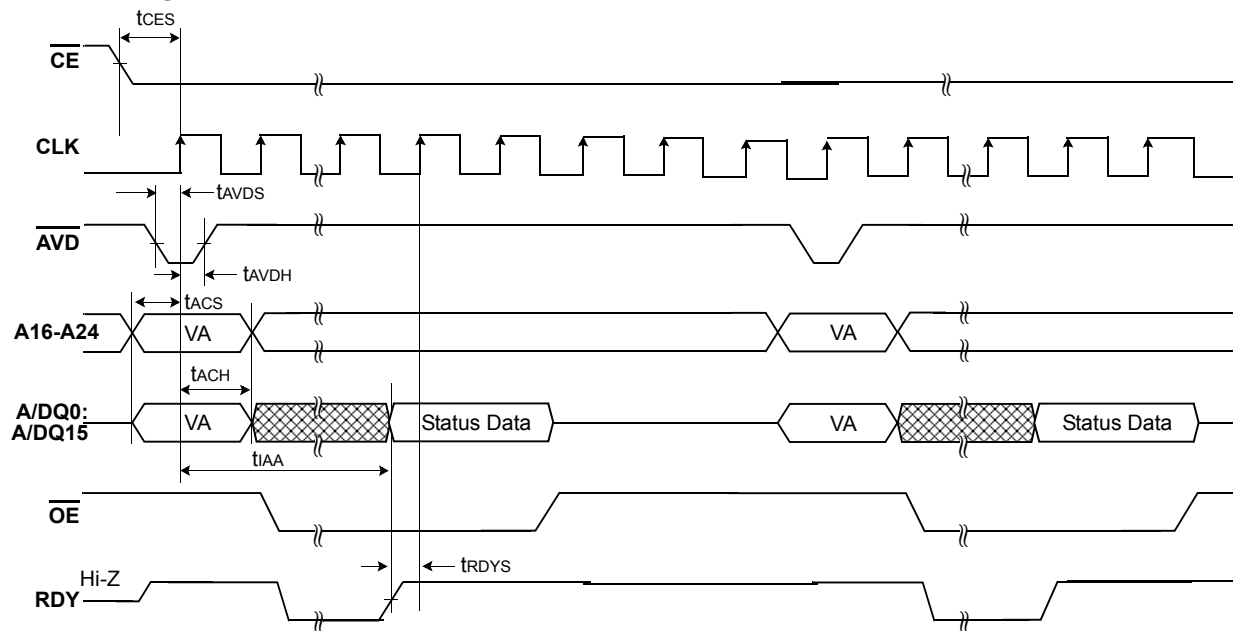 tCES
CE
CLK
tAVDS
AVD
tAVDH
tACS
A16-A24
VA
VA
tACH
A/DQ0:
A/DQ15
VA
Status Data
VA
Status Data
tIAA
OE
tRDYS
Hi-Z
RDY